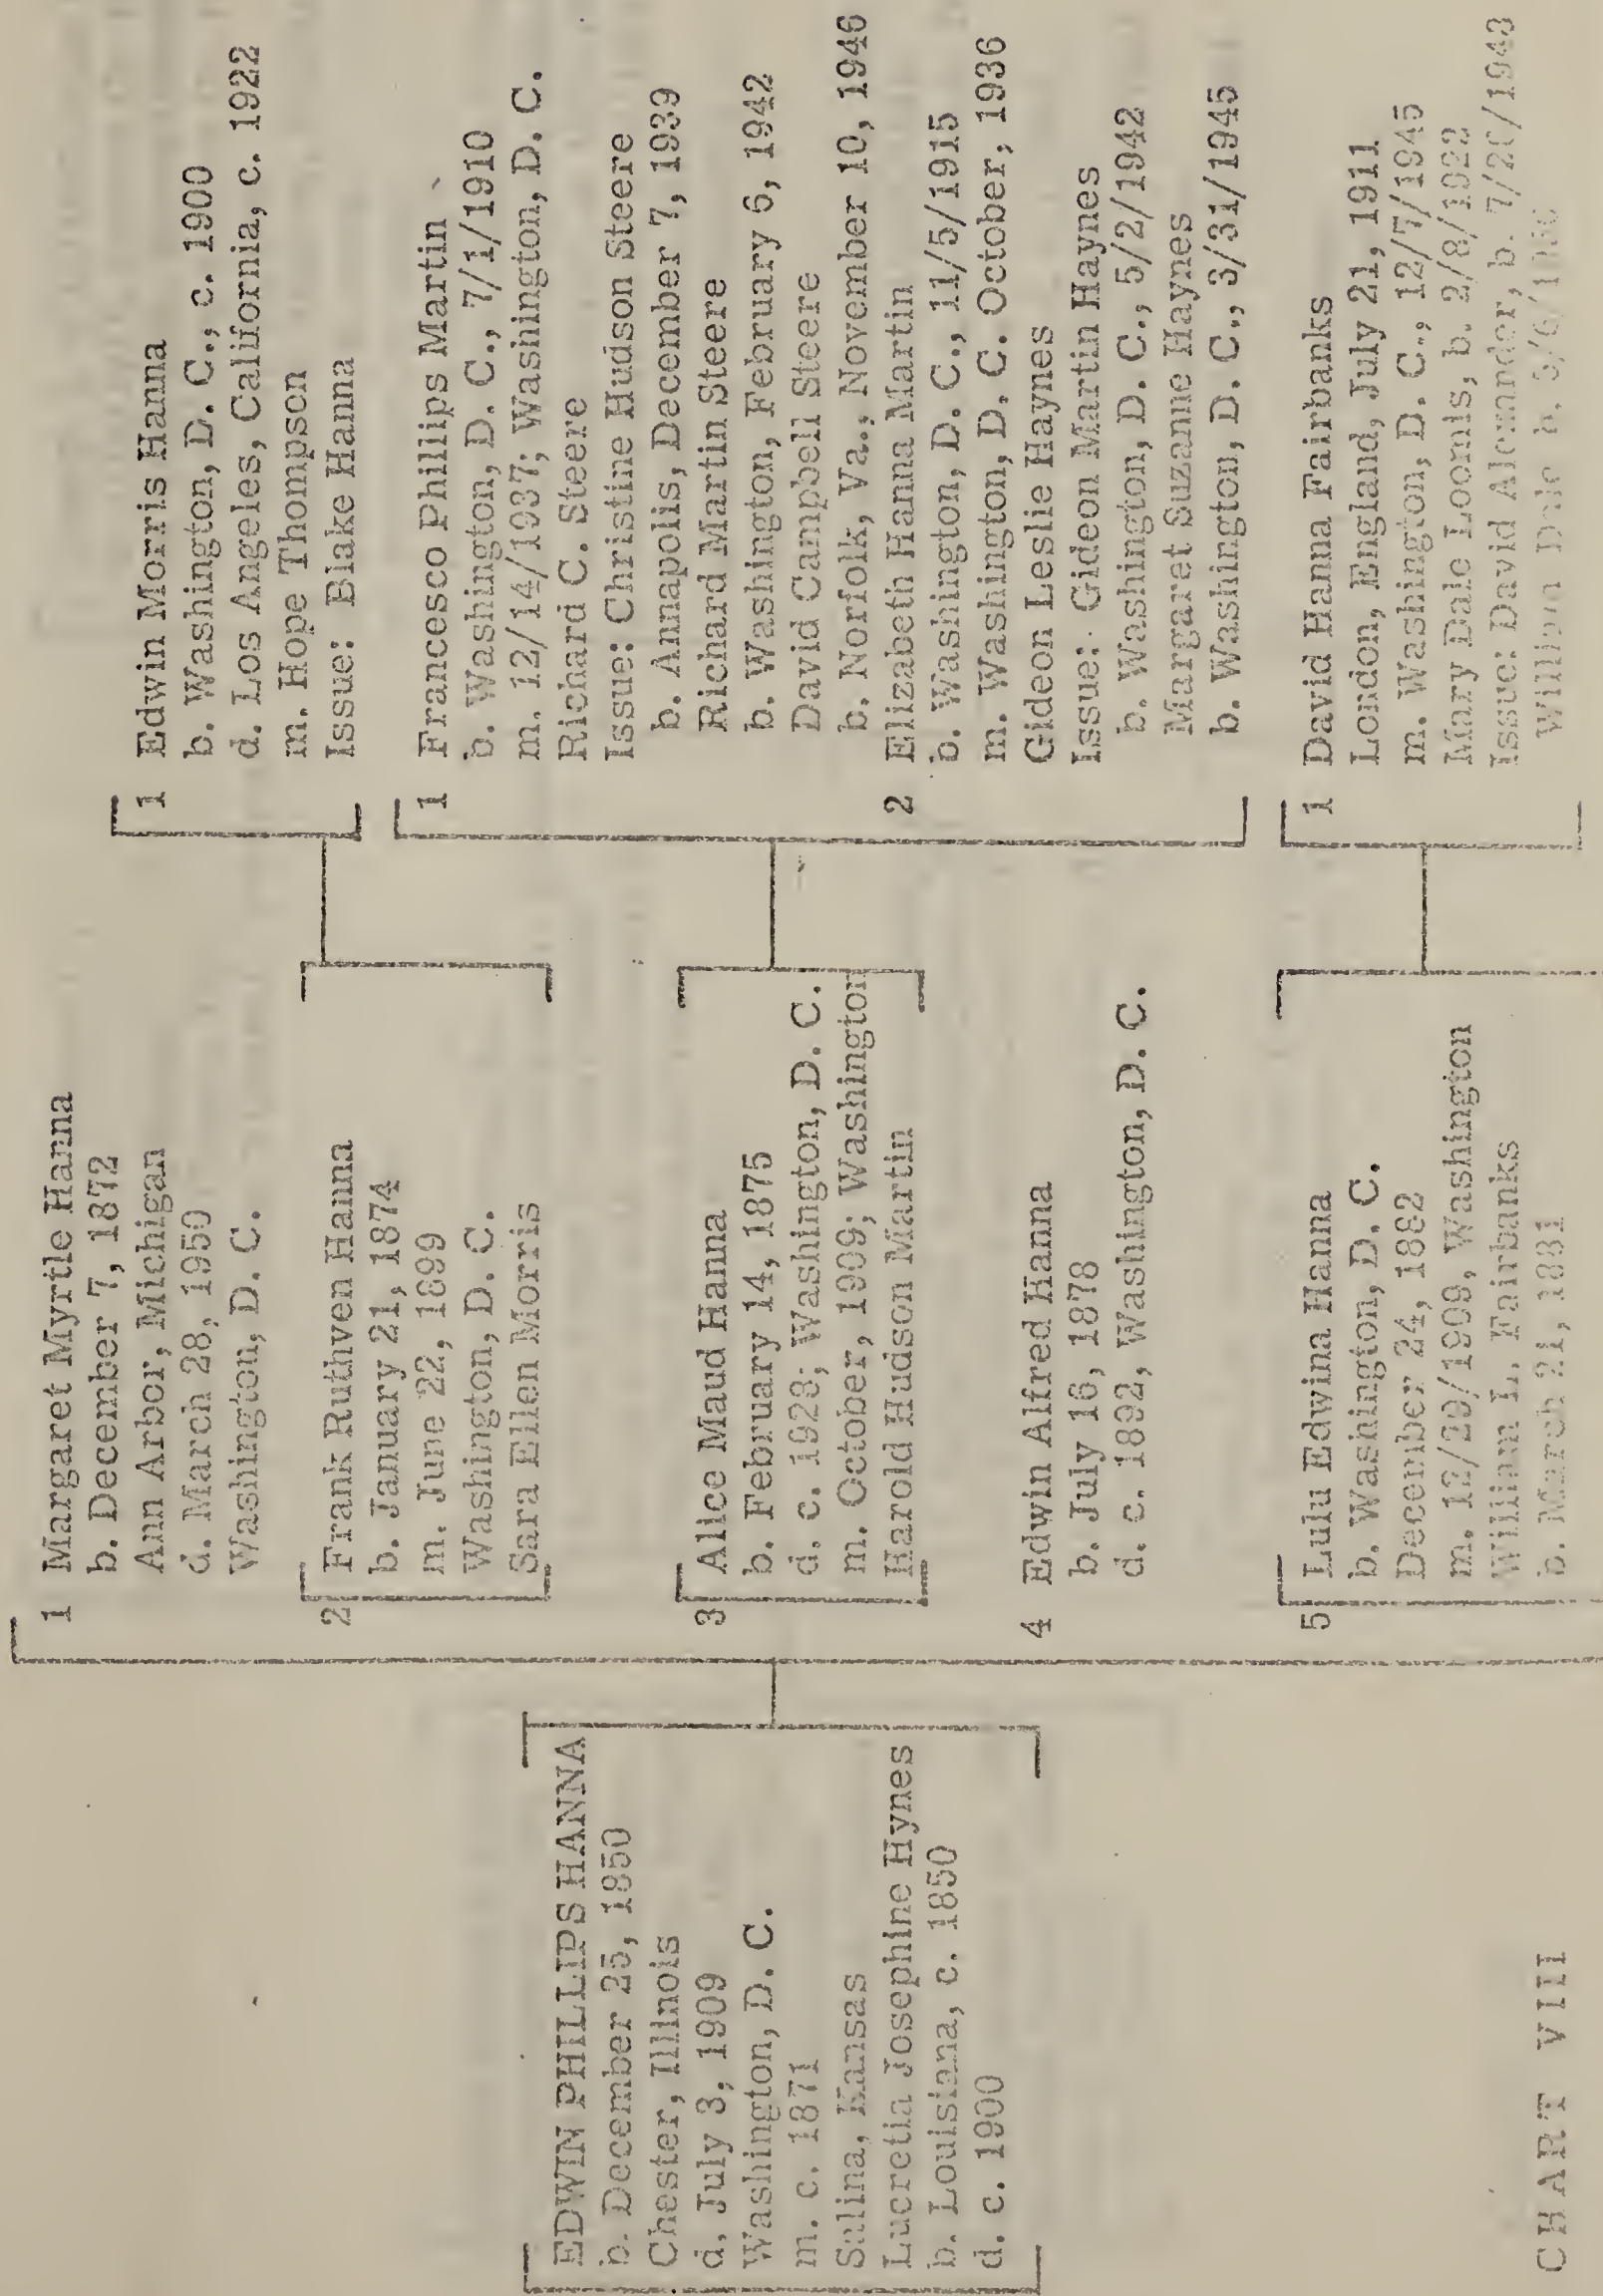 EDWIN PHILLIPS HANNA
b. December 25, 1850
Chester, Illinois
d. July 3, 1909
Washington, D. C.
m. c. 1871
Salina, Kansas
Lucretia Josephine Hynes
b. Louisiana, c. 1850
d. c. 1900
1 Margaret Myrtle Hanna
b. December 7, 1872
Ann Arbor, Michigan
d. March 28, 1950
Washington, D. C.
2 Frank Ruthven Hanna
b. January 21, 1874
m. June 22, 1899
Washington, D. C.
Sara Ellen Morris
3 Alice Maud Hanna
b. February 14, 1875
d. c. 1928; Washington, D. C.
m. October, 1909; Washington
Harold Hudson Martin
4 Edwin Alfred Hanna
b. July 16, 1878
d. c. 1892, Washington, D. C.
5 Lulu Edwina Hanna
b. Washington, D. C.
December 24, 1882
m. 12/29/1909, Washington
William L. Fairbanks
b. March 21, 1881
1 Edwin Morris Hanna
b. Washington, D. C., c. 1900
d. Los Angeles, California, c. 1922
m. Hope Thompson
Issue: Blake Hanna
1 Francesco Phillips Martin
b. Washington, D. C., 7/1/1910
m. 12/14/1937; Washington, D. C.
Richard C. Steere
Issue: Christine Hudson Steere
b. Annapolis, December 7, 1939
Richard Martin Steere
b. Washington, February 6, 1942
David Campbell Steere
b. Norfolk, Va., November 10, 1946
2 Elizabeth Hanna Martin
b. Washington, D. C., 11/5/1915
m. Washington, D. C. October, 1936
Gideon Leslie Haynes
Issue: Gideon Martin Haynes
b. Washington, D. C., 5/2/1942
Margaret Suzanne Haynes
b. Washington, D. C., 3/31/1945
1 David Hanna Fairbanks
London, England, July 21, 1911
m. Washington, D. C., 12/7/1945
Mary Dale Loomis, b. 2/8/1922
Issue: David Alexander, b.
William Dale b.
CHART VIII